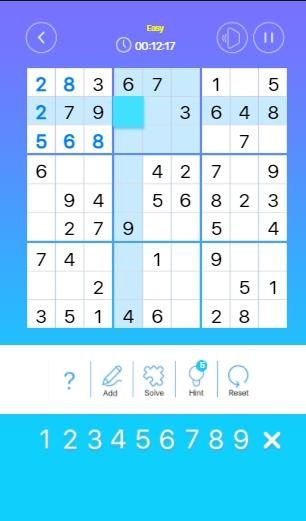 Easy
00:12:17
2 8 3 6 7 1 5
2 7 9 3 6 4 8
5 6 8 7
6 4 2 7 9
9 4 5 6 8 2 3
2 7 9 5 4
7 4 1 9
2 5 1
3 5 1 4 6 2 8
? 5
Add Solve Hint Reset
1 2 3 4 5 6 7 8 9 ×